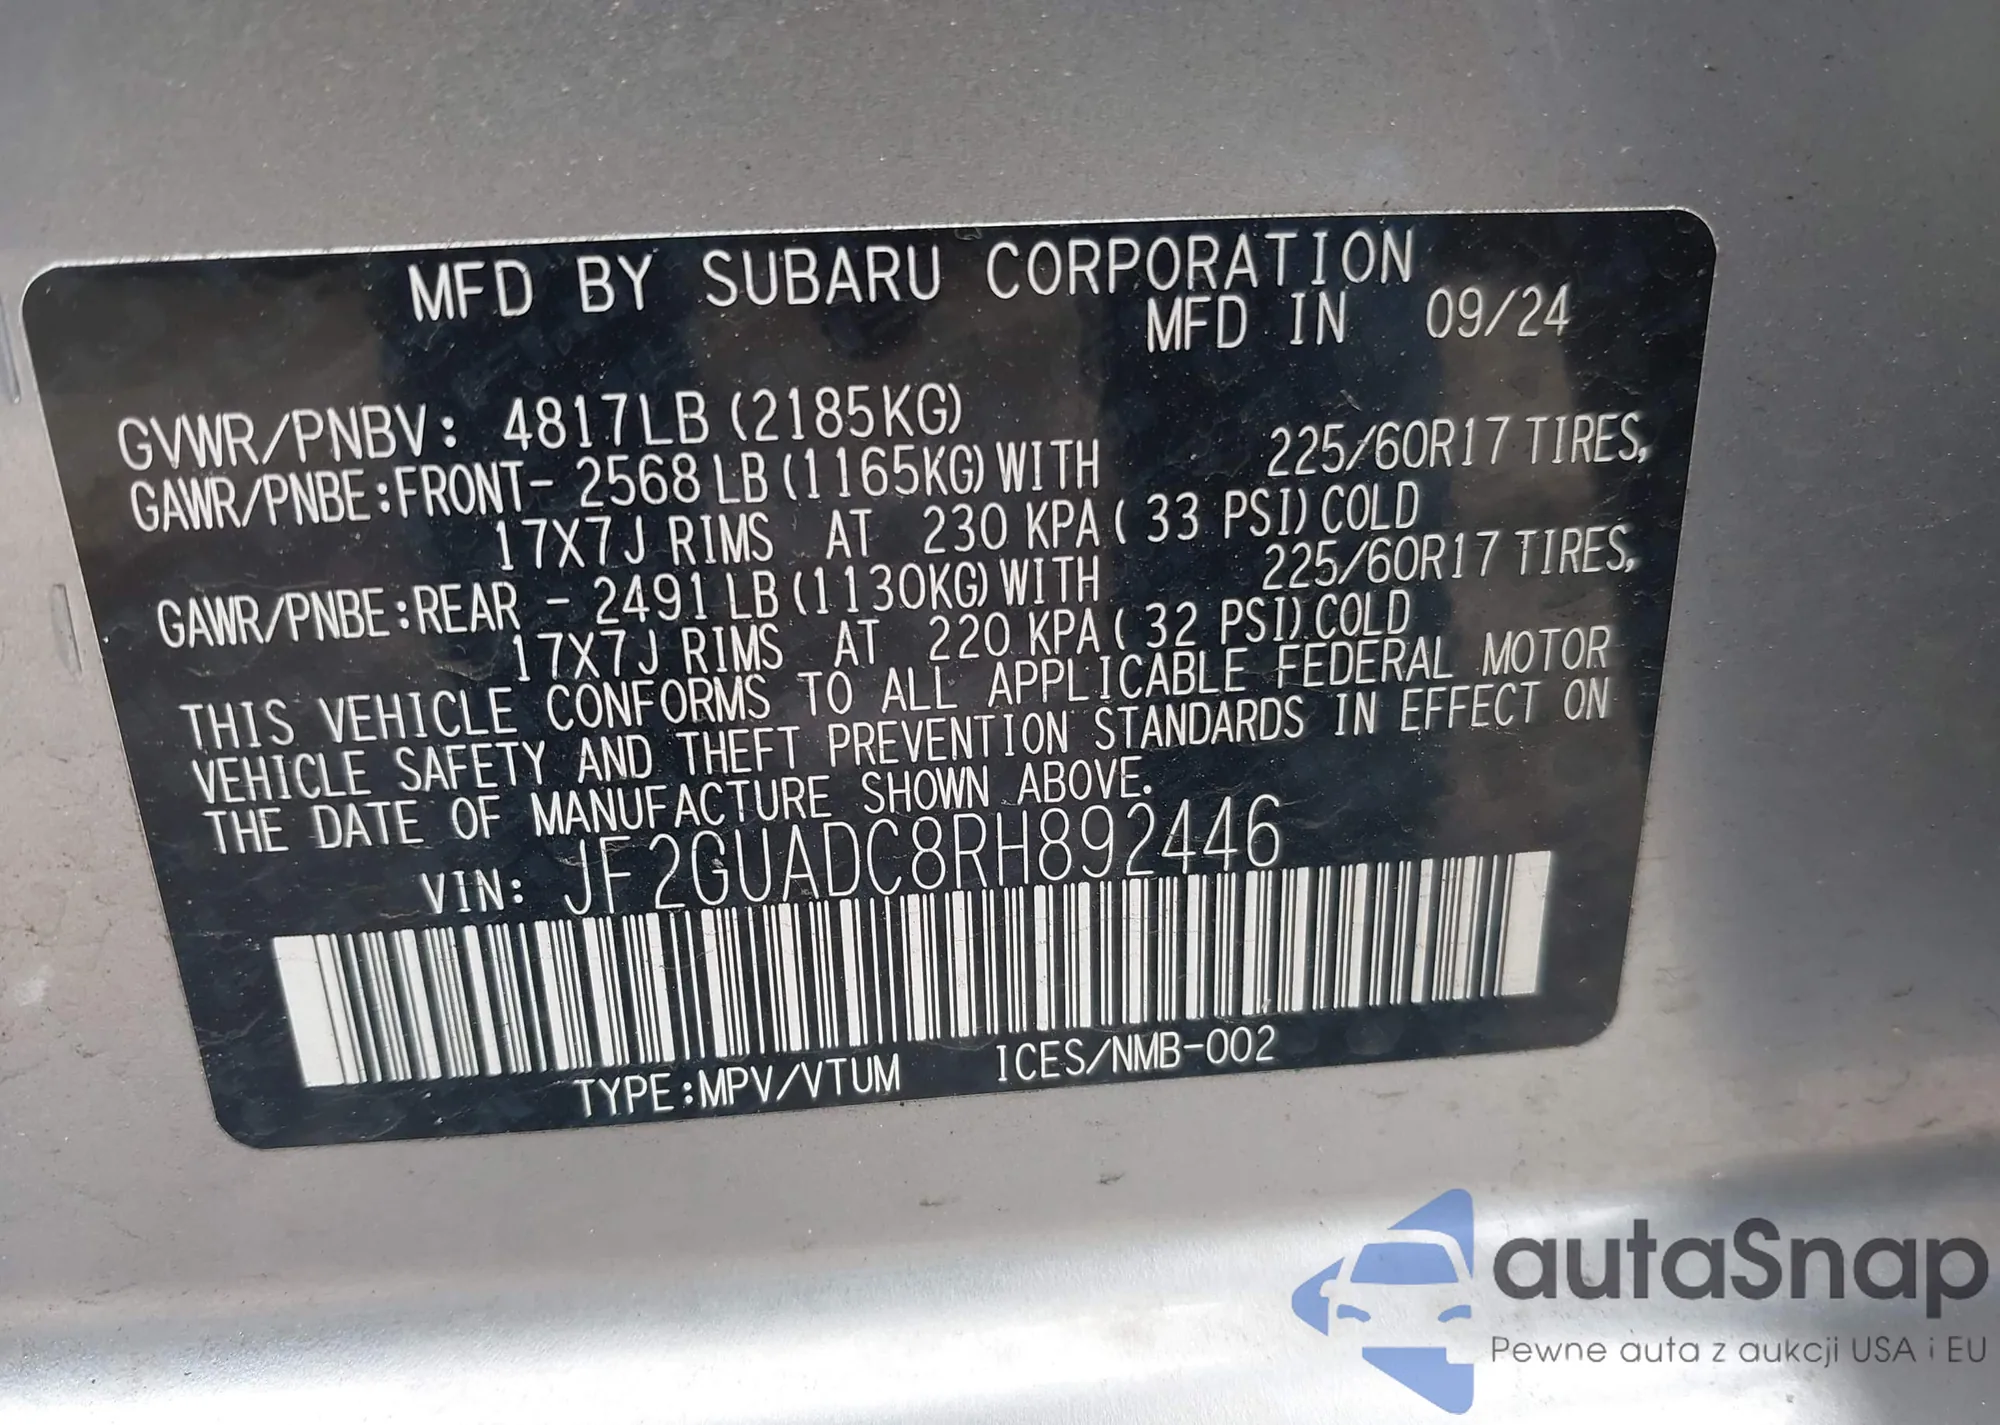 MFD BY SUBARU CORPORATION
MFD IN 09/24
GVWR/PNBV: 4817LB (2185KG)
GAWR/PNBE:FRONT- 2568 LB (1165KG) WITH 225/60R17 TIRES,
17X7J RIMS AT 230 KPA ( 33 PSI) COLD
GAWR/PNBE:REAR - 2491 LB (1130KG) WITH 225/60R17 TIRES,
17X7J RIMS AT 220 KPA ( 32 PSI) COLD
THIS VEHICLE CONFORMS TO ALL APPLICABLE FEDERAL MOTOR
VEHICLE SAFETY AND THEFT PREVENTION STANDARDS IN EFFECT ON
THE DATE OF MANUFACTURE SHOWN ABOVE.
VIN: JF2GUADC8RH892446
TYPE:MPV/VTUM ICES/NMB-002
autaSnap
Pewne auta z aukcji USA i EU